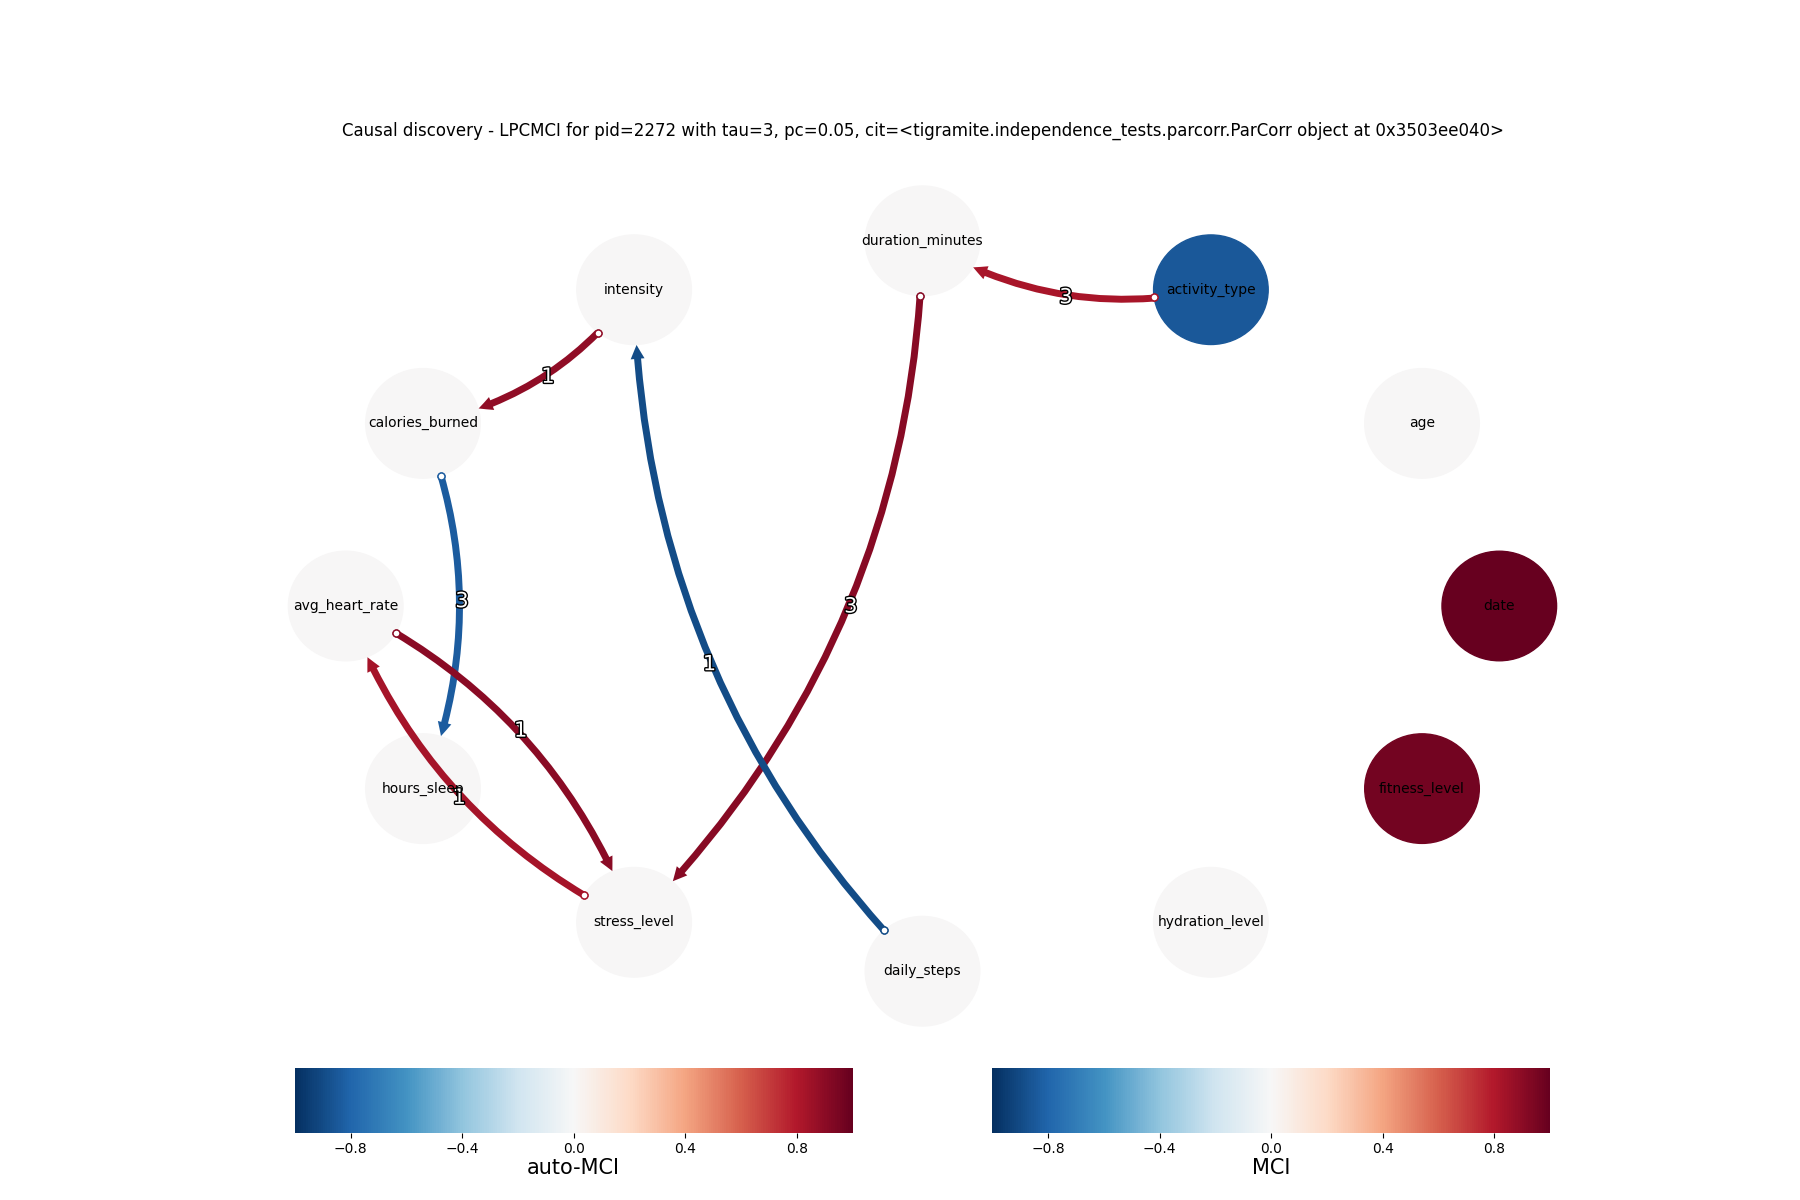 Causal discovery - LPCMCI for pid=2272 with tau=3, pc=0.05, cit=<tigramite.independence_tests.parcorr.ParCorr object at 0x3503ee040>
duration_minutes
intensity
activity_type
3
1
calories_burned
age
3
avg_heart_rate
3
date
1
1
hours_sleep
1
fitness_level
stress_level
hydration_level
daily_steps
−0.8 −0.4 0.0 0.4 0.8
auto-MCI
−0.8 −0.4 0.0 0.4 0.8
MCI